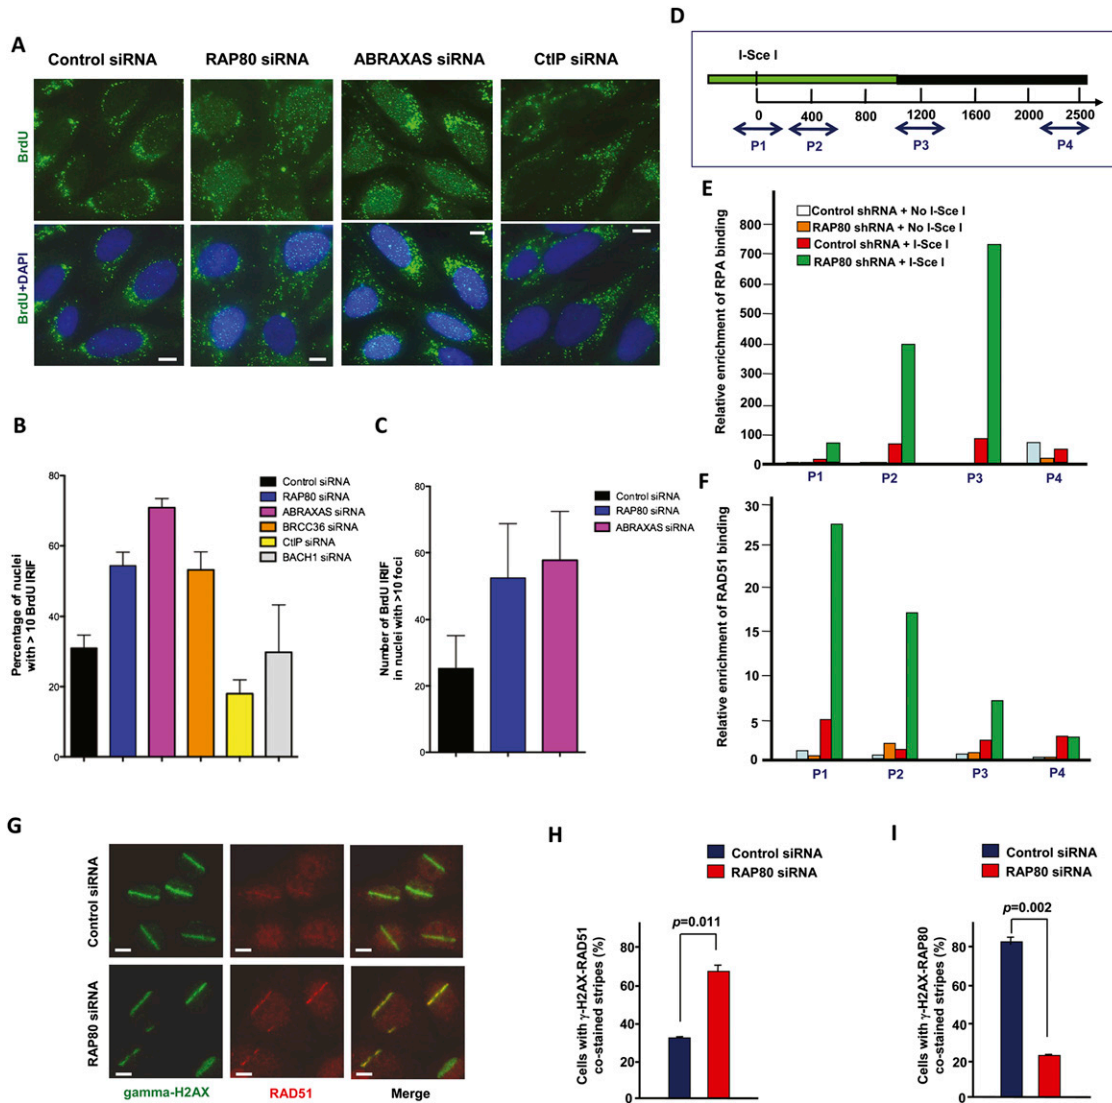 A
Control siRNA
RAP80 siRNA
ABRAXAS siRNA
CtIP siRNA
BrdU
BrdU+DAPI
B
Percentage of nuclei
with > 10 BrdU IRIF
80
60
40
20
0
Control siRNA
RAP80 siRNA
ABRAXAS siRNA
BRCC36 siRNA
CtIP siRNA
BACH1 siRNA
C
Number of BrdU IRIF
in nuclei with >10 foci
80
60
40
20
0
Control siRNA
RAP80 siRNA
ABRAXAS siRNA
D
I-Sce I
0 400 800 1200 1600 2000 2500
P1 P2 P3 P4
E
Relative enrichment of RPA binding
800
700
600
500
400
300
200
100
0
Control shRNA + No I-Sce I
RAP80 shRNA + No I-Sce I
Control shRNA + I-Sce I
RAP80 shRNA + I-Sce I
P1 P2 P3 P4
F
Relative enrichment of RAD51 binding
30
25
20
15
10
5
0
P1 P2 P3 P4
G
Control siRNA
RAP80 siRNA
gamma-H2AX
RAD51
Merge
H
Control siRNA
RAP80 siRNA
p=0.011
Cells with γ-H2AX-RAD51
co-stained stripes (%)
80
60
40
20
I
Control siRNA
RAP80 siRNA
p=0.002
Cells with γ-H2AX-RAP80
co-stained stripes (%)
80
60
40
20